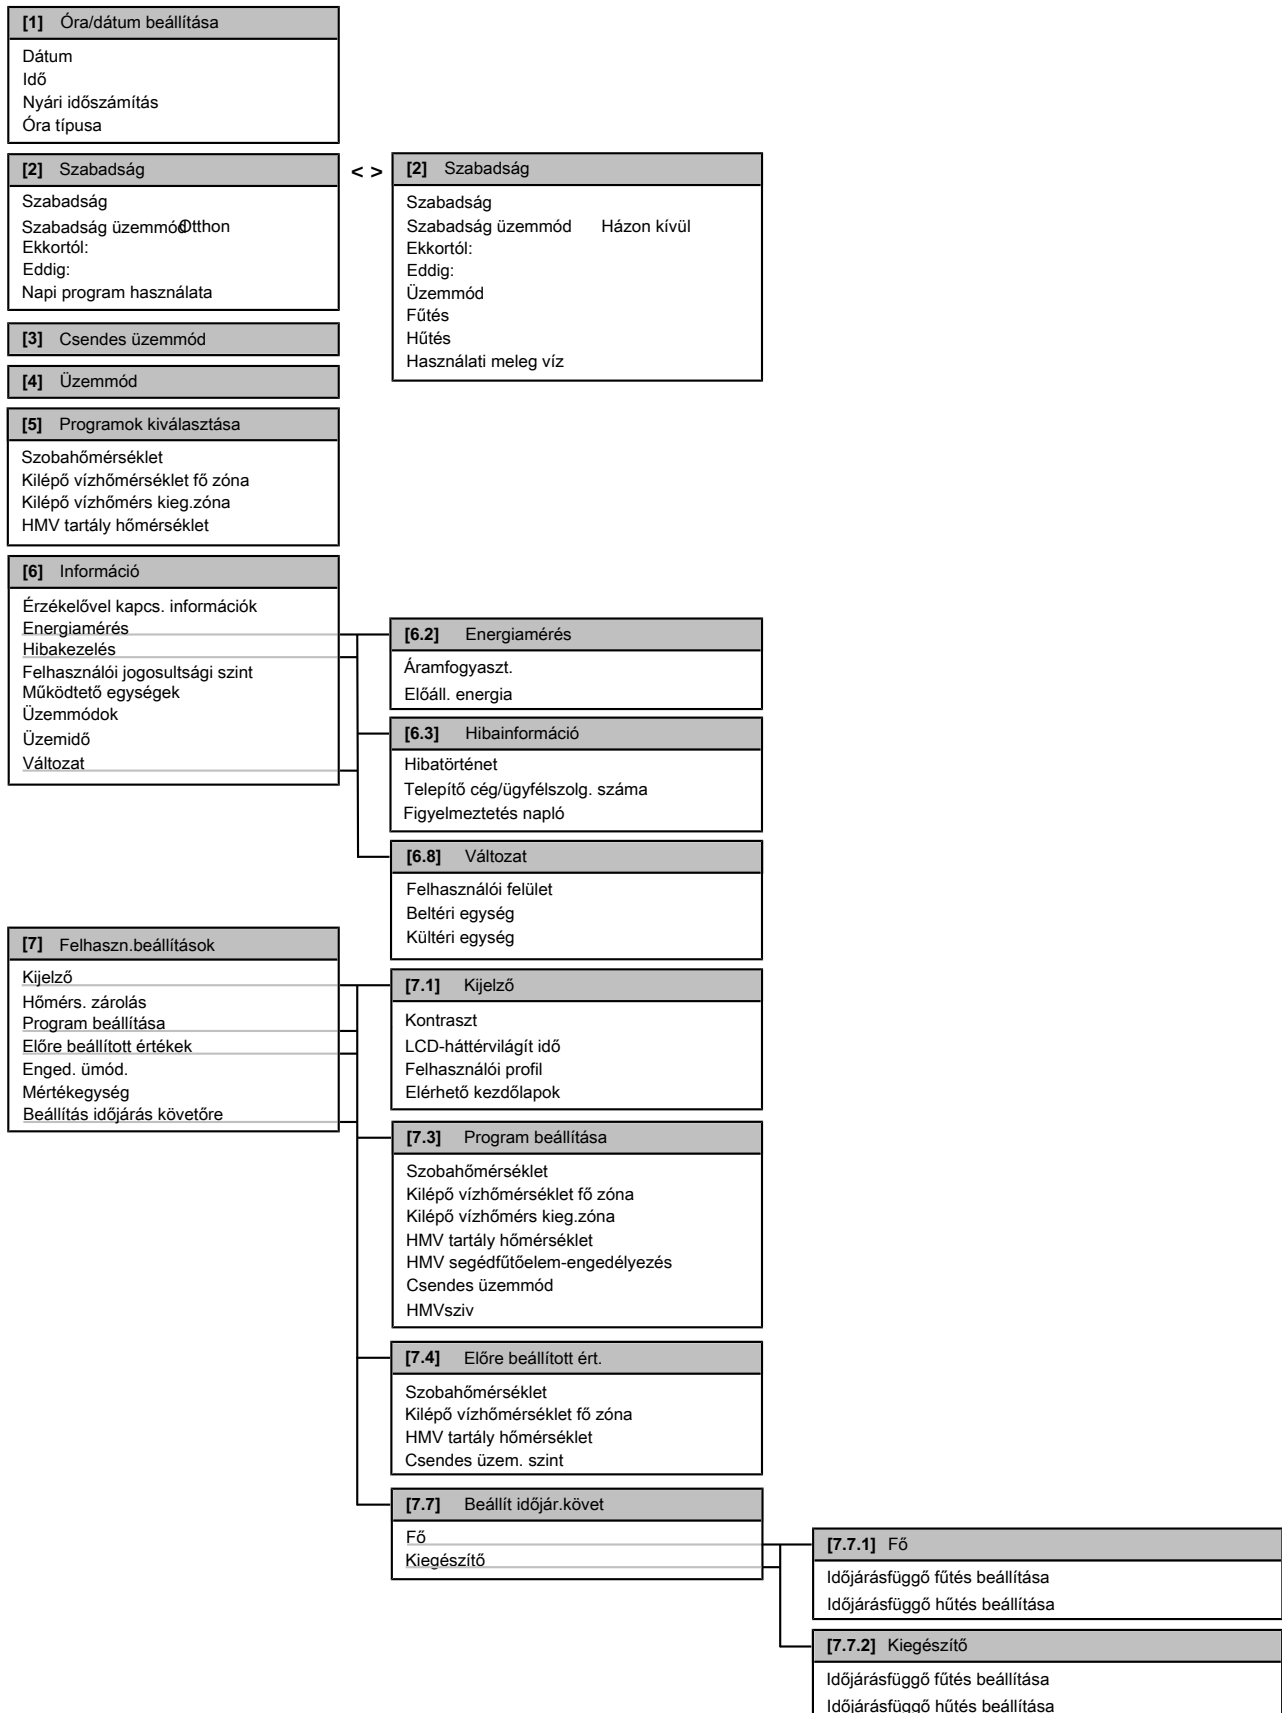 [1] Óra/dátum beállítása
Dátum
Idő
Nyári időszámítás
Óra típusa
[2] Szabadság
Szabadság
Szabadság üzemmód Otthon
Ekkortól:
Eddig:
Napi program használata
< >
[2] Szabadság
Szabadság
Szabadság üzemmód Házon kívül
Ekkortól:
Eddig:
Üzemmód
Fűtés
Hűtés
Használati meleg víz
[3] Csendes üzemmód
[4] Üzemmód
[5] Programok kiválasztása
Szobahőmérséklet
Kilépő vízhőmérséklet fő zóna
Kilépő vízhőmérs kieg.zóna
HMV tartály hőmérséklet
[6] Információ
Érzékelővel kapcs. információk
Energiamérés
Hibakezelés
Felhasználói jogosultsági szint
Működtető egységek
Üzemmódok
Üzemidő
Változat
[6.2] Energiamérés
Áramfogyaszt.
Előáll. energia
[6.3] Hibainformáció
Hibatörténet
Telepítő cég/ügyfélszolg. száma
Figyelmeztetés napló
[6.8] Változat
Felhasználói felület
Beltéri egység
Kültéri egység
[7] Felhaszn.beállítások
Kijelző
Hőmérs. zárolás
Program beállítása
Előre beállított értékek
Enged. ümód.
Mértékegység
Beállítás időjárás követőre
[7.1] Kijelző
Kontraszt
LCD-háttérvilágít idő
Felhasználói profil
Elérhető kezdőlapok
[7.3] Program beállítása
Szobahőmérséklet
Kilépő vízhőmérséklet fő zóna
Kilépő vízhőmérs kieg.zóna
HMV tartály hőmérséklet
HMV segédfűtőelem-engedélyezés
Csendes üzemmód
HMVsziv
[7.4] Előre beállított ért.
Szobahőmérséklet
Kilépő vízhőmérséklet fő zóna
HMV tartály hőmérséklet
Csendes üzem. szint
[7.7] Beállít időjár.követ
Fő
Kiegészítő
[7.7.1] Fő
Időjárásfüggő fűtés beállítása
Időjárásfüggő hűtés beállítása
[7.7.2] Kiegészítő
Időjárásfüggő fűtés beállítása
Időjárásfüggő hűtés beállítása